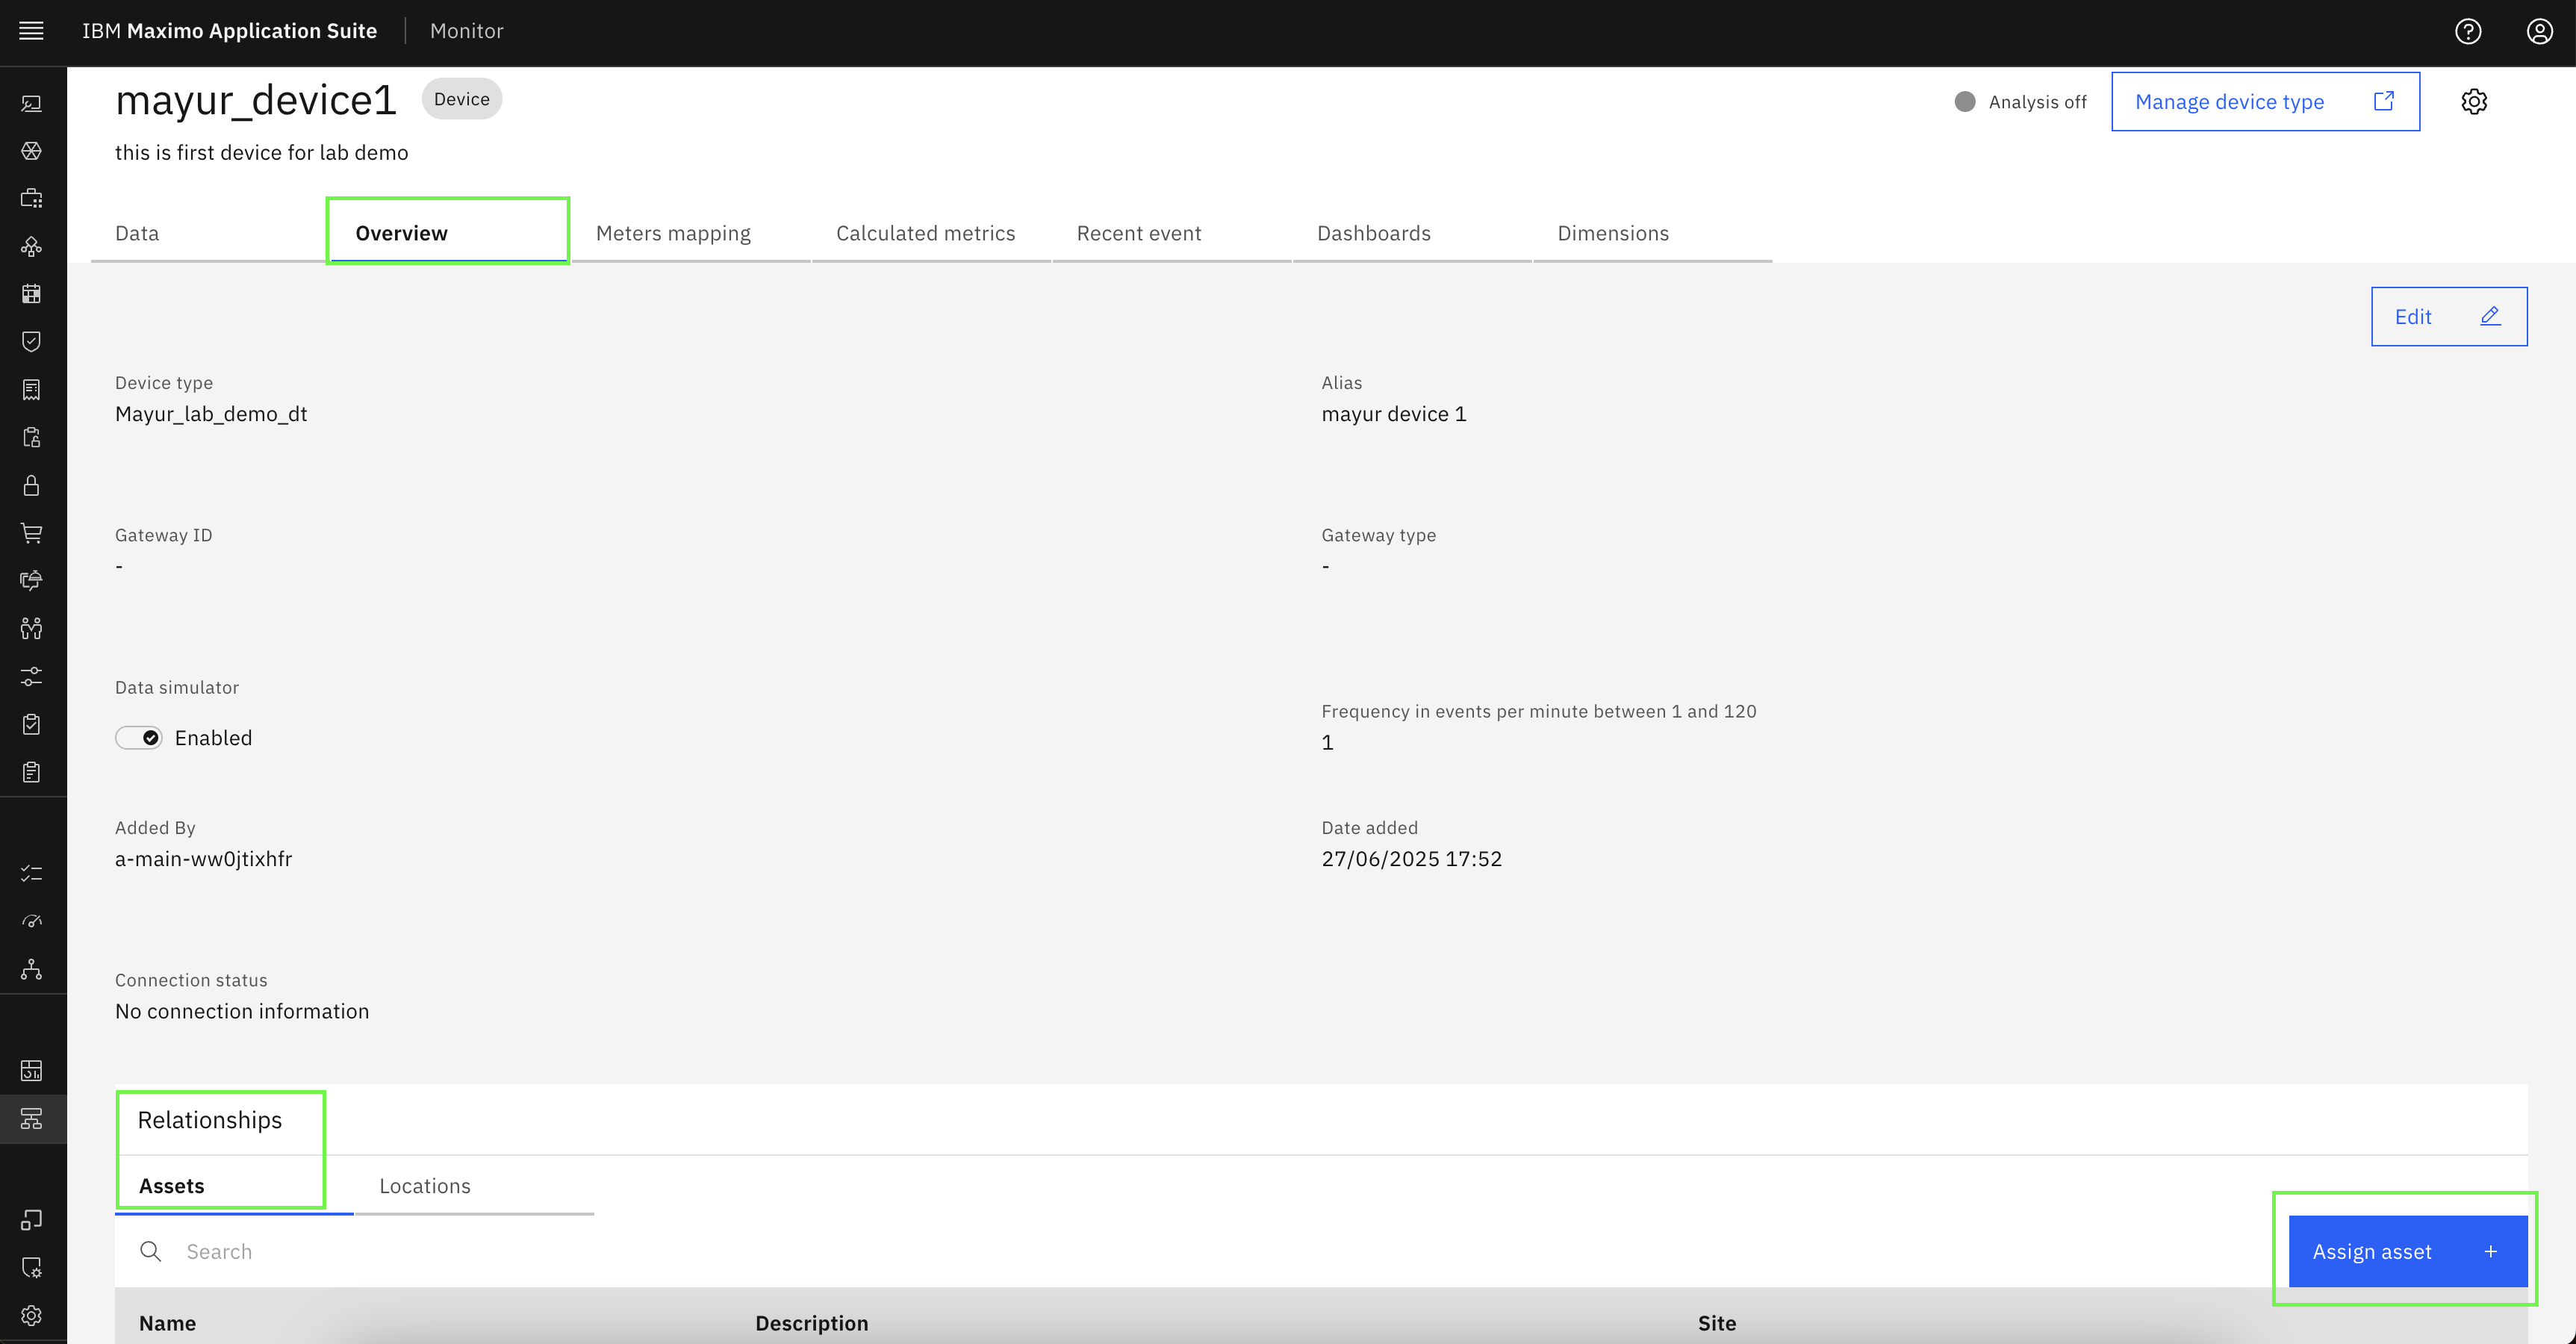 IBM Maximo Application Suite Monitor
mayur_device1 Device
Analysis off
Manage device type
this is first device for lab demo
Data Overview Meters mapping Calculated metrics Recent event Dashboards Dimensions
Edit
Device type Alias
Mayur_lab_demo_dt mayur device 1
Gateway ID Gateway type
- -
Data simulator
Frequency in events per minute between 1 and 120
Enabled 1
Added By Date added
a-main-ww0jtixhfr 27/06/2025 17:52
Connection status
No connection information
Relationships
Assets Locations
Search Assign asset +
Name Description Site